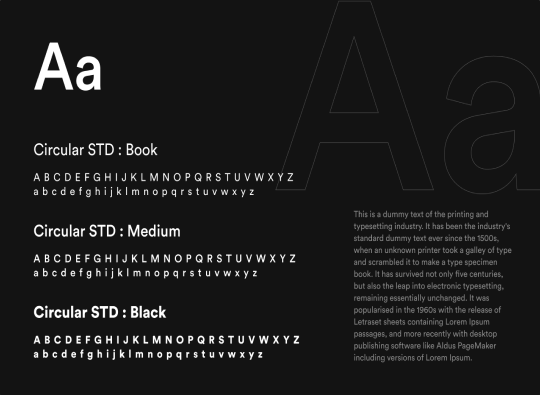 Aa
Aa
Circular STD : Book
A B C D E F G H I J K L M N O P Q R S T U V W X Y Z
a b c d e f g h i j k l m n o p q r s t u v w x y z
Circular STD : Medium
A B C D E F G H I J K L M N O P Q R S T U V W X Y Z
a b c d e f g h i j k l m n o p q r s t u v w x y z
Circular STD : Black
A B C D E F G H I J K L M N O P Q R S T U V W X Y Z
a b c d e f g h i j k l m n o p q r s t u v w x y z
This is a dummy text of the printing and
typesetting industry. It has been the industry's
standard dummy text ever since the 1500s,
when an unknown printer took a galley of type
and scrambled it to make a type specimen
book. It has survived not only five centuries,
but also the leap into electronic typesetting,
remaining essentially unchanged. It was
popularised in the 1960s with the release of
Letraset sheets containing Lorem Ipsum
passages, and more recently with desktop
publishing software like Aldus PageMaker
including versions of Lorem Ipsum.